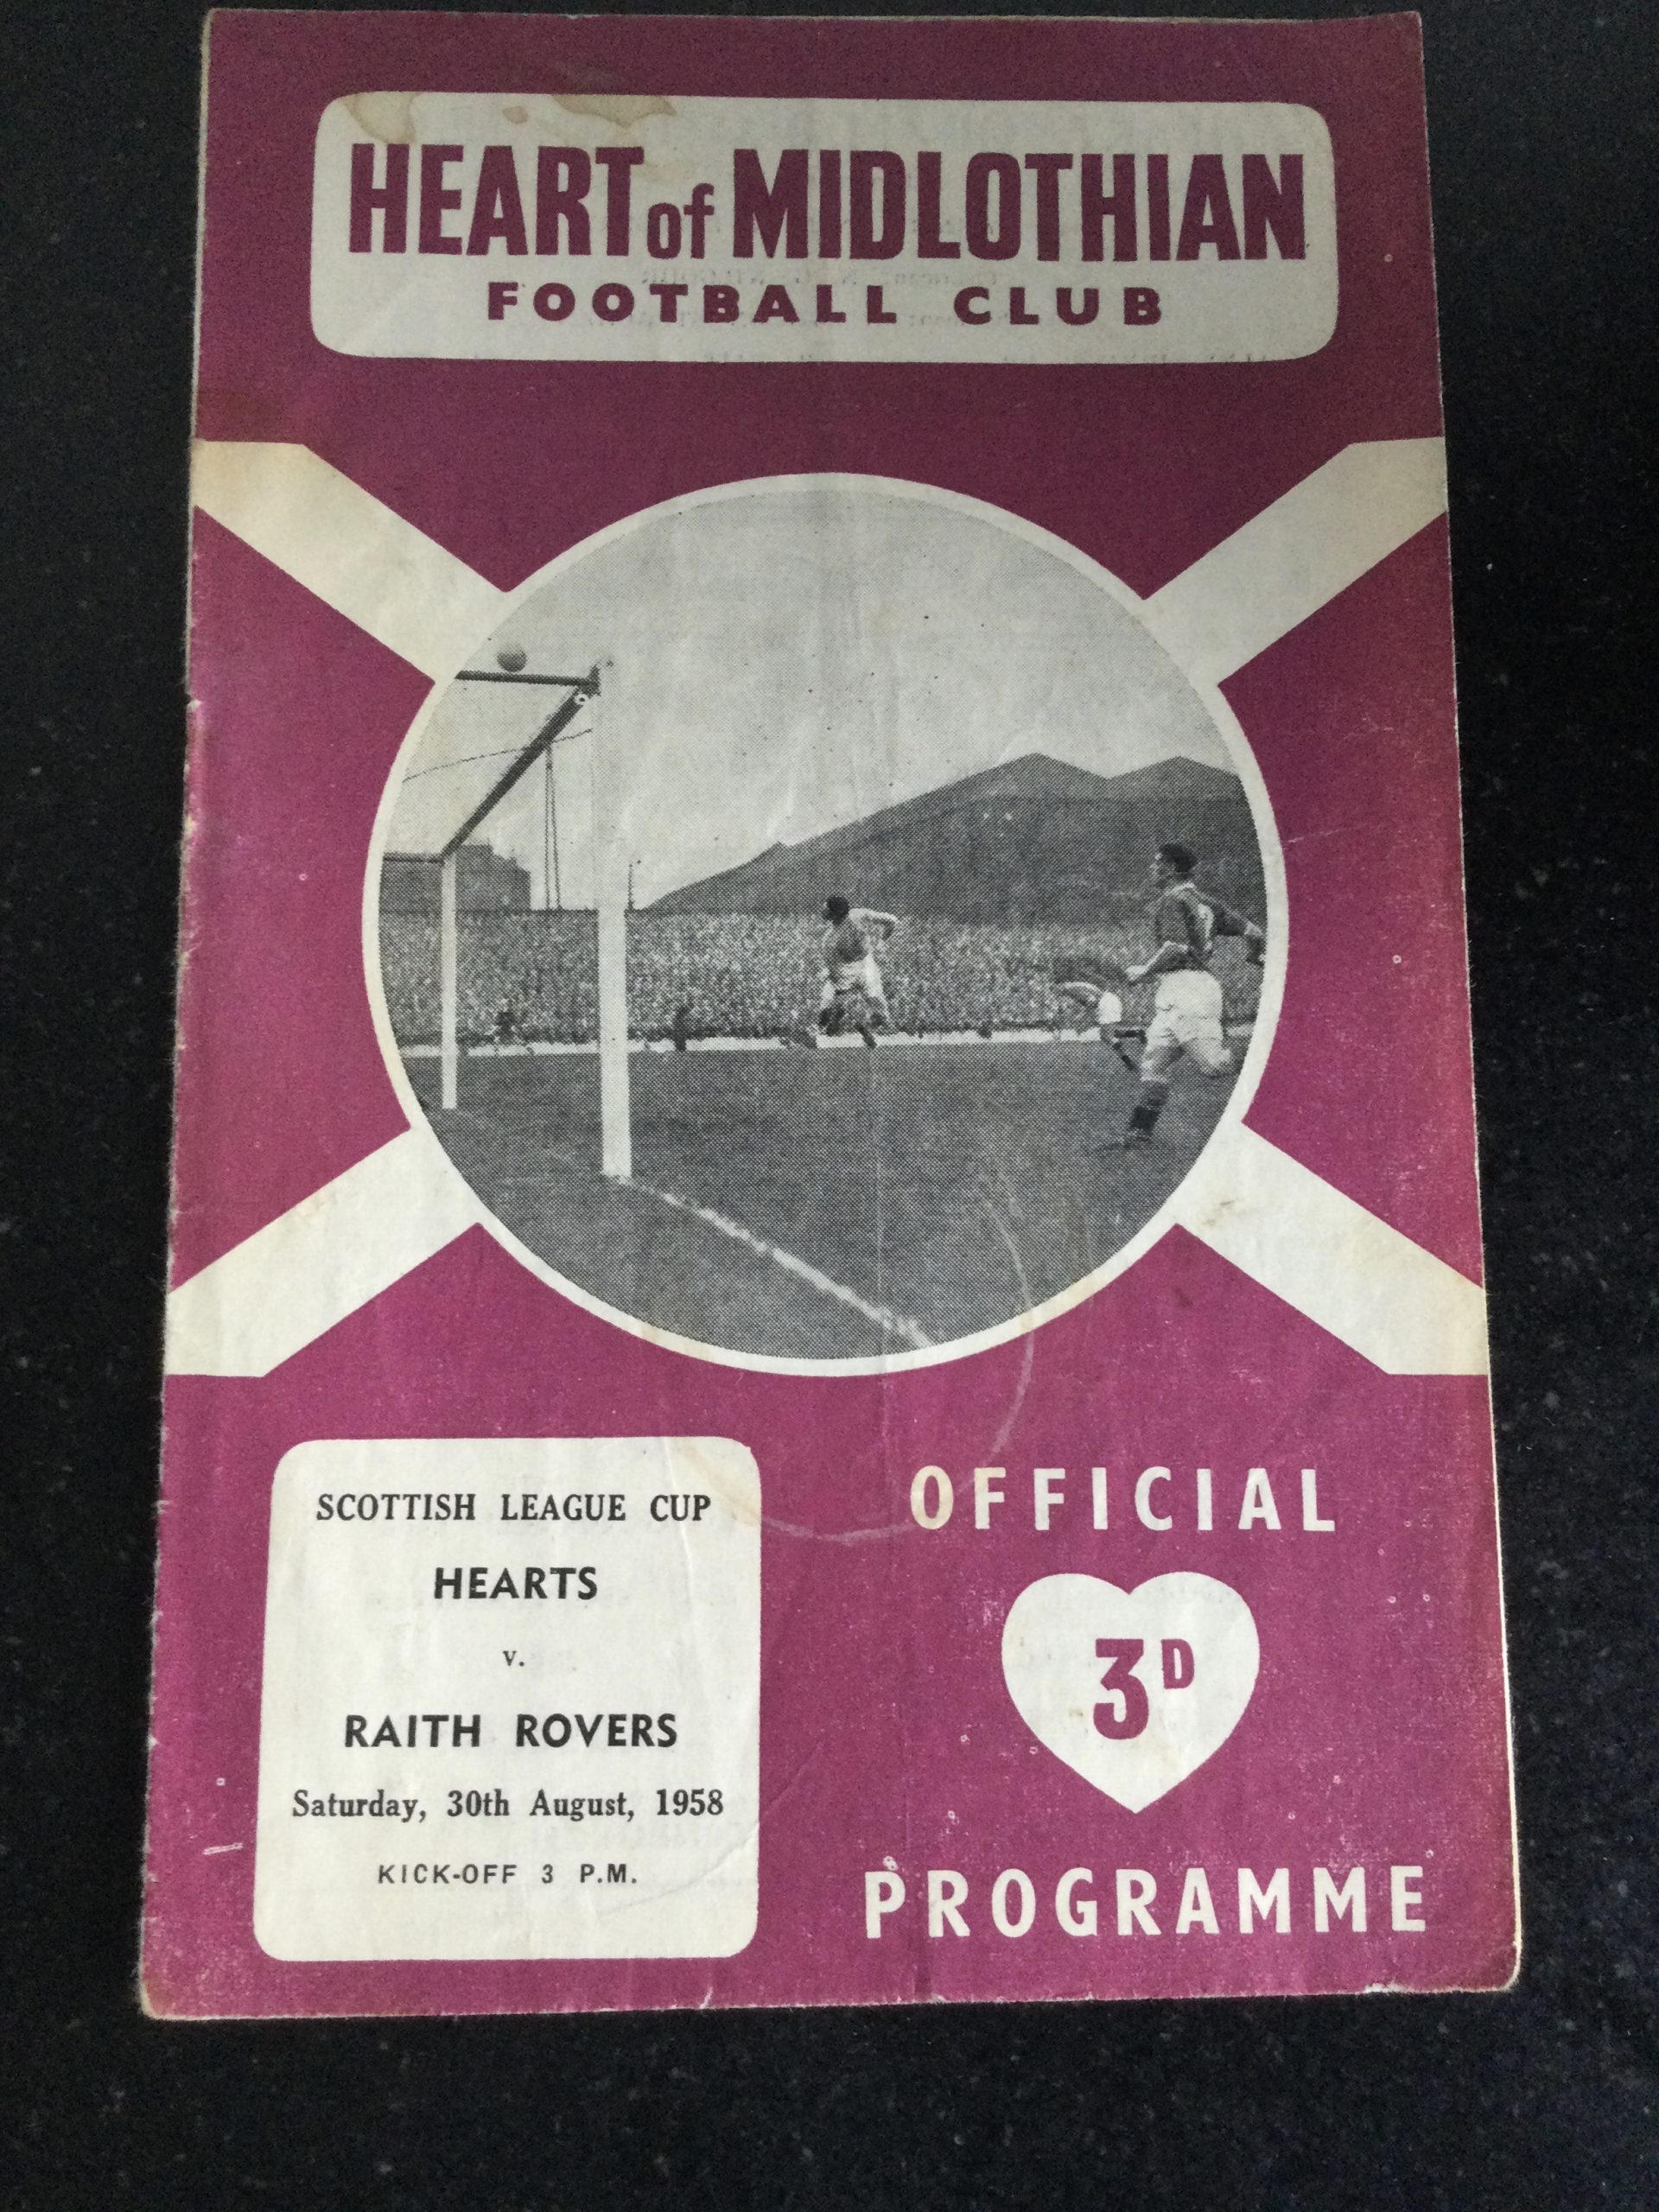 HEART of MIDLOTHIAN
FOOTBALL CLUB
SCOTTISH LEAGUE CUP
HEARTS
v.
RAITH ROVERS
Saturday, 30th August, 1958
KICK-OFF 3 P.M.
OFFICIAL
3D
PROGRAMME